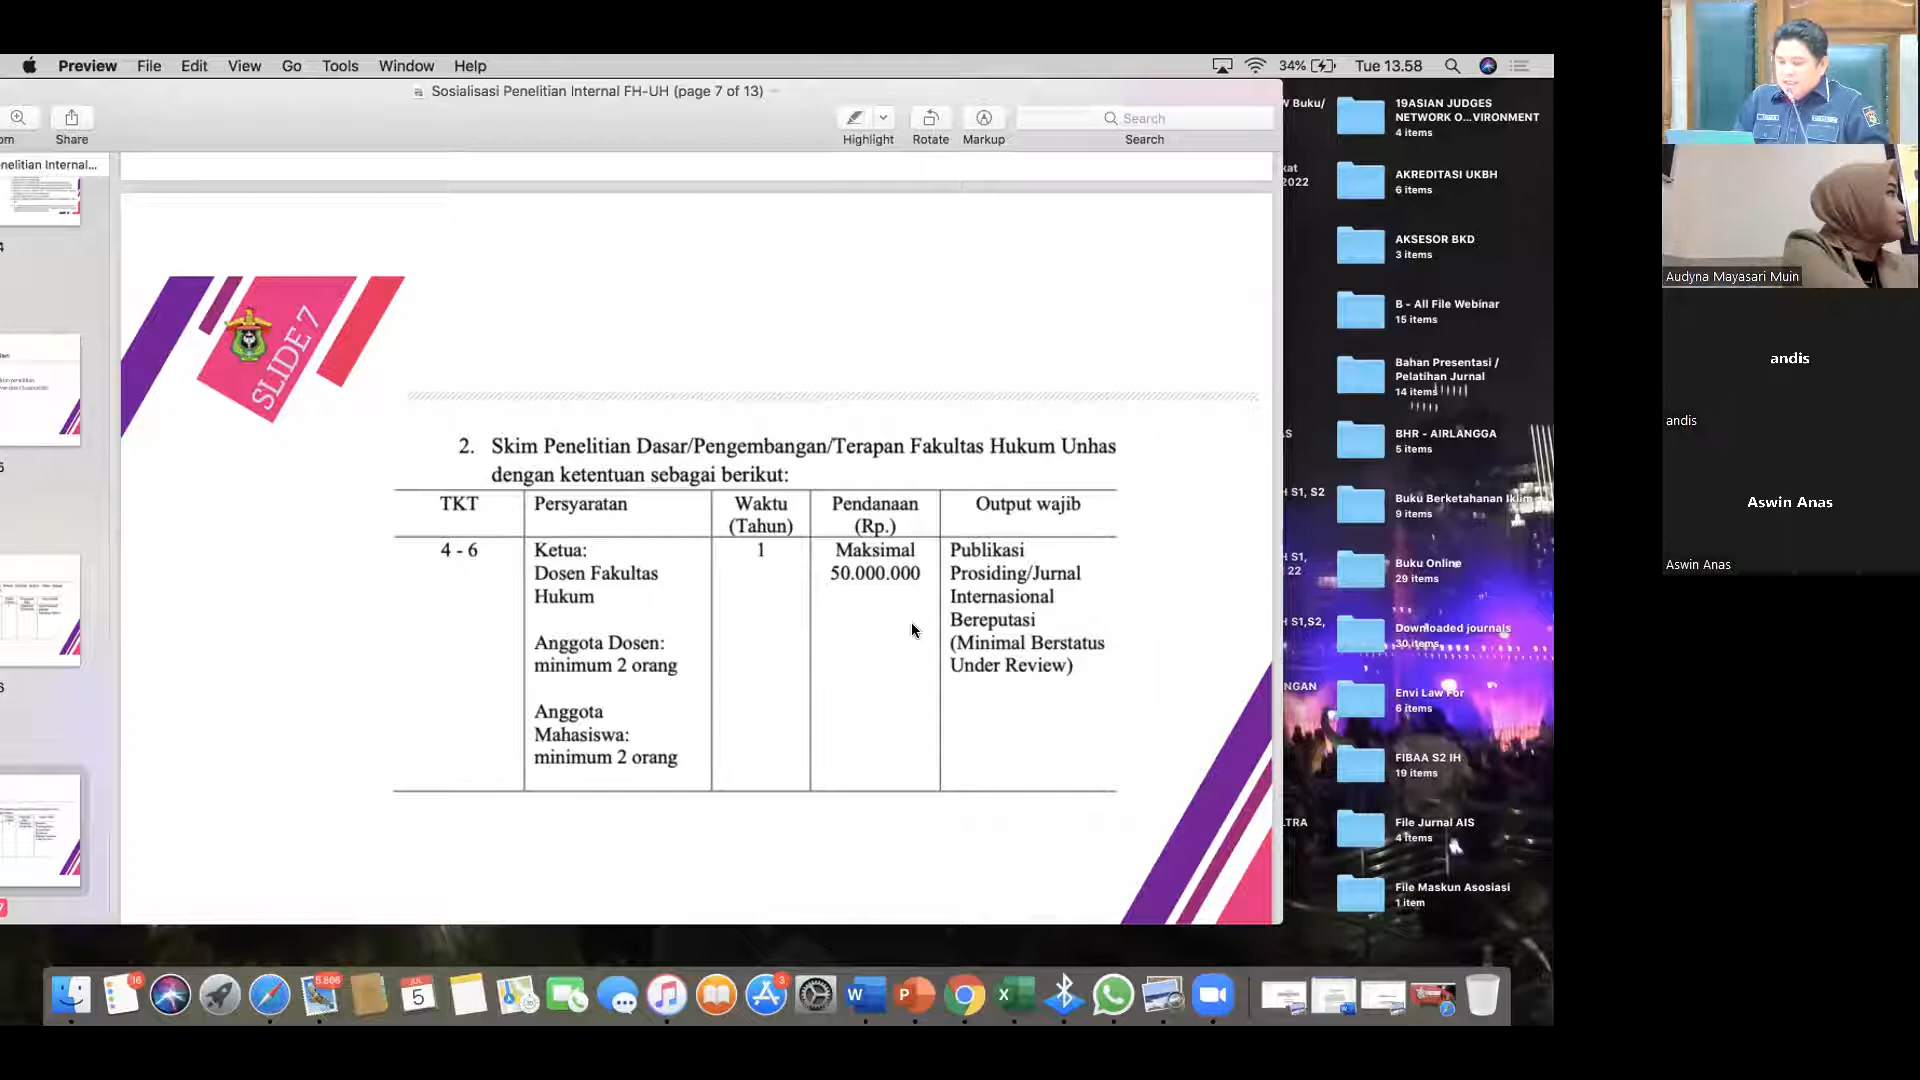 Preview File Edit View Go Tools Window Help
34% Tue 13.58
Sosialisasi Penelitian Internal FH-UH (page 7 of 13)
Share
Highlight
Rotate
Markup
Search
Search
SLIDE 7
2. Skim Penelitian Dasar/Pengembangan/Terapan Fakultas Hukum Unhas
dengan ketentuan sebagai berikut:
TKT
Persyaratan
Waktu
(Tahun)
Pendanaan
(Rp.)
Output wajib
4 - 6
Ketua:
Dosen Fakultas
Hukum
Anggota Dosen:
minimum 2 orang
Anggota
Mahasiswa:
minimum 2 orang
1
Maksimal
50.000.000
Publikasi
Prosiding/Jurnal
Internasional
Bereputasi
(Minimal Berstatus
Under Review)
19ASIAN JUDGES
NETWORK O...VIRONMENT
4 items
AKREDITASI UKBH
6 items
AKSESOR BKD
3 items
B - All File Webinar
15 items
Bahan Presentasi /
Pelatihan Jurnal
14 items
BHR - AIRLANGGA
5 items
Buku Berketahanan Iklim
9 items
Buku Online
29 items
Downloaded journals
30 items
Envi Law For
6 items
FIBAA S2 IH
19 items
File Jurnal AIS
4 items
File Maskun Asosiasi
1 item
Audyna Mayasari Muin
andis
andis
Aswin Anas
Aswin Anas
16
5.866
JUL
5
3